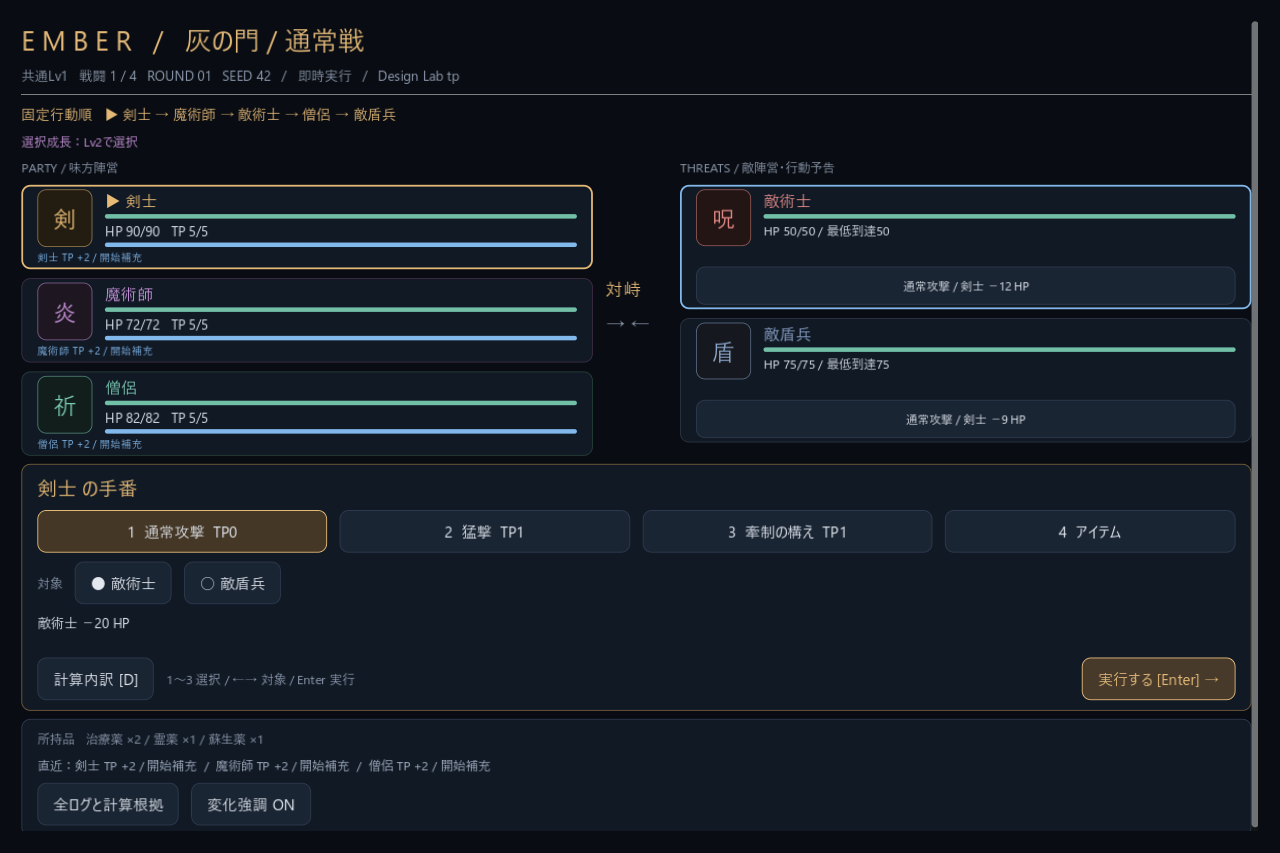 EMBER / 灰の門 / 通常戦
共通Lv1 戦闘 1 / 4 ROUND 01 SEED 42 / 即時実行 / Design Lab tp
固定行動順 ▶ 剣士 → 魔術師 → 敵術士 → 僧侶 → 敵盾兵
選択成長：Lv2で選択
PARTY / 味方陣営
剣
▶ 剣士
HP 90/90 TP 5/5
剣士 TP +2 / 開始補充
炎
魔術師
HP 72/72 TP 5/5
魔術師 TP +2 / 開始補充
祈
僧侶
HP 82/82 TP 5/5
僧侶 TP +2 / 開始補充
対峙
→ ←
THREATS / 敵陣営・行動予告
呪
敵術士
HP 50/50 / 最低到達50
通常攻撃 / 剣士 −12 HP
盾
敵盾兵
HP 75/75 / 最低到達75
通常攻撃 / 剣士 −9 HP
剣士 の手番
1 通常攻撃 TP0
2 猛撃 TP1
3 牽制の構え TP1
4 アイテム
対象 ● 敵術士 ○ 敵盾兵
敵術士 −20 HP
計算内訳 [D] 1〜3 選択 / ←→ 対象 / Enter 実行
実行する [Enter] →
所持品 治療薬 ×2 / 霊薬 ×1 / 蘇生薬 ×1
直近：剣士 TP +2 / 開始補充 / 魔術師 TP +2 / 開始補充 / 僧侶 TP +2 / 開始補充
全ログと計算根拠 変化強調 ON